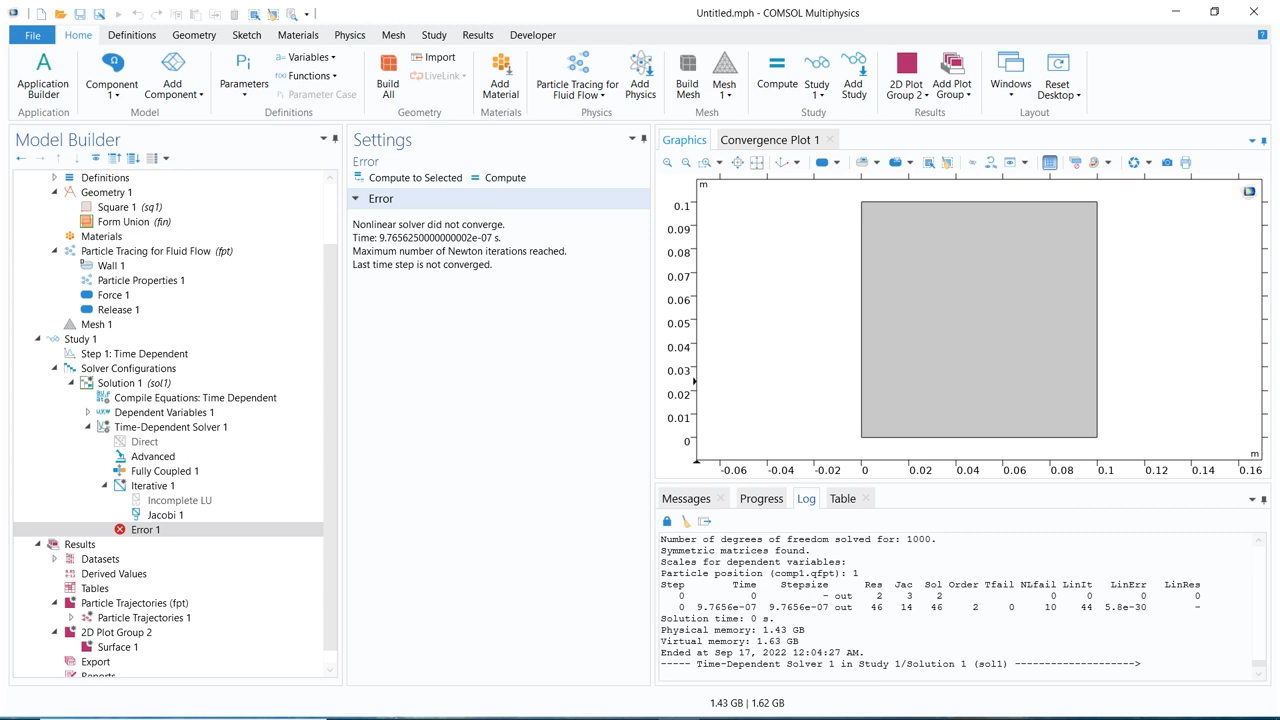 Untitled.mph - COMSOL Multiphysics
File Home Definitions Geometry Sketch Materials Physics Mesh Study Results Developer
A
Application Builder
Component 1
Add Component
Pi
Parameters
a= Variables
f(x) Functions
Parameter Case
Build All
Import
LiveLink
Add Material
Particle Tracing for Fluid Flow
Add Physics
Build Mesh
Mesh 1
Compute
Study 1
Add Study
2D Plot Group 2
Add Plot Group
Windows
Reset Desktop
Application Model Definitions Geometry Materials Physics Mesh Study Results Layout
Model Builder
Definitions
Geometry 1
Square 1 (sq1)
Form Union (fin)
Materials
Particle Tracing for Fluid Flow (fpt)
Wall 1
Particle Properties 1
Force 1
Release 1
Mesh 1
Study 1
Step 1: Time Dependent
Solver Configurations
Solution 1 (sol1)
Compile Equations: Time Dependent
Dependent Variables 1
Time-Dependent Solver 1
Direct
Advanced
Fully Coupled 1
Iterative 1
Incomplete LU
Jacobi 1
Error 1
Results
Datasets
Derived Values
Tables
Particle Trajectories (fpt)
Particle Trajectories 1
2D Plot Group 2
Surface 1
Export
Reports
Settings
Error
Compute to Selected = Compute
Error
Nonlinear solver did not converge.
Time: 9.7656250000000002e-07 s.
Maximum number of Newton iterations reached.
Last time step is not converged.
Graphics Convergence Plot 1
m
0.1
0.09
0.08
0.07
0.06
0.05
0.04
0.03
0.02
0.01
0
m
-0.06 -0.04 -0.02 0 0.02 0.04 0.06 0.08 0.1 0.12 0.14 0.16
Messages Progress Log Table
Number of degrees of freedom solved for: 1000.
Symmetric matrices found.
Scales for dependent variables:
Particle position (comp1.qfpt): 1
Step Time Stepsize Res Jac Sol Order Tfail NLfail LinIt LinErr LinRes
0 0 - out 2 3 2 0 0 0
0 9.7656e-07 9.7656e-07 out 46 14 46 2 0 10 44 5.8e-30 -
Solution time: 0 s.
Physical memory: 1.43 GB
Virtual memory: 1.63 GB
Ended at Sep 17, 2022 12:04:27 AM.
----- Time-Dependent Solver 1 in Study 1/Solution 1 (sol1) -------------------->
1.43 GB | 1.62 GB